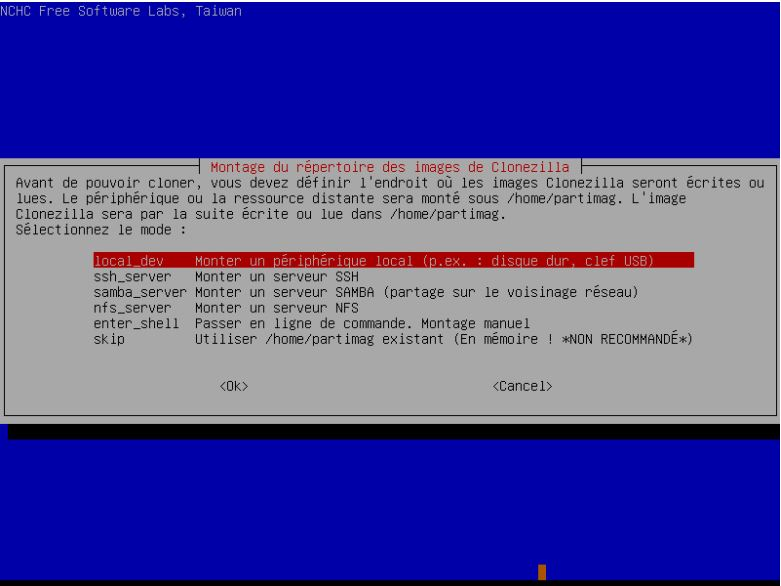 NCHC Free Software Labs, Taiwan
Montage du répertoire des images de Clonezilla
Avant de pouvoir cloner, vous devez définir l'endroit où les images Clonezilla seront écrites ou
lues. Le périphérique ou la ressource distante sera monté sous /home/partimag. L'image
Clonezilla sera par la suite écrite ou lue dans /home/partimag.
Sélectionnez le mode :
local_dev Monter un périphérique local (p.ex. : disque dur, clef USB)
ssh_server Monter un serveur SSH
samba_server Monter un serveur SAMBA (partage sur le voisinage réseau)
nfs_server Monter un serveur NFS
enter_shell Passer en ligne de commande. Montage manuel
skip Utiliser /home/partimag existant (En mémoire ! *NON RECOMMANDÉ*)
<Ok> <Cancel>